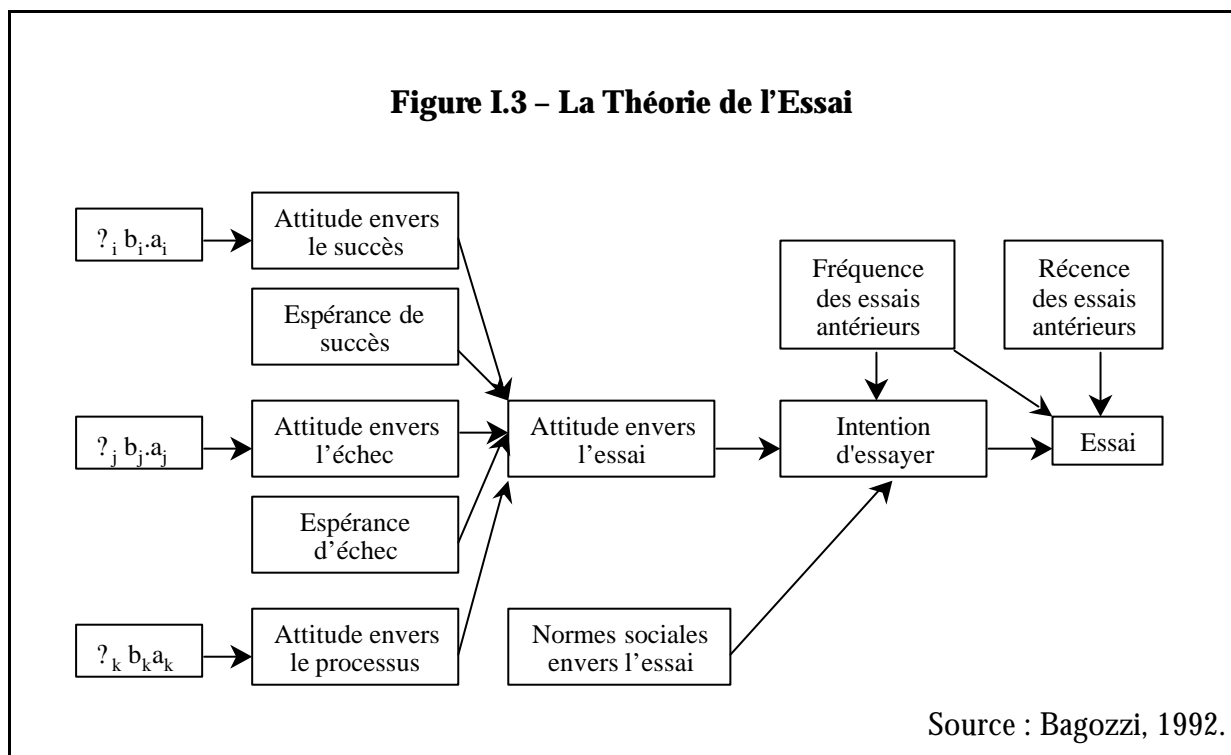 Figure I.3 – La Théorie de l'Essai
?i bi.ai
Attitude envers
le succès
Espérance de
succès
?j bj.aj
Attitude envers
l'échec
Espérance
d'échec
?k bkak
Attitude envers
le processus
Attitude envers
l'essai
Normes sociales
envers l'essai
Fréquence
des essais
antérieurs
Récence
des essais
antérieurs
Intention
d'essayer
Essai
Source : Bagozzi, 1992.